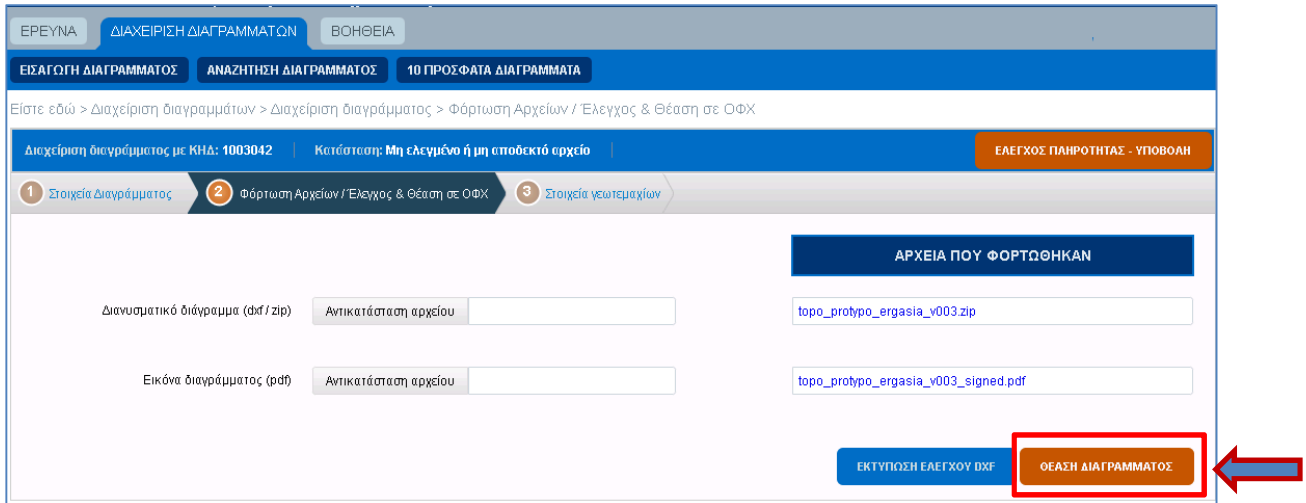 ΕΡΕΥΝΑ ΔΙΑΧΕΙΡΙΣΗ ΔΙΑΓΡΑΜΜΑΤΩΝ ΒΟΗΘΕΙΑ
ΕΙΣΑΓΩΓΗ ΔΙΑΓΡΑΜΜΑΤΟΣ ΑΝΑΖΗΤΗΣΗ ΔΙΑΓΡΑΜΜΑΤΟΣ 10 ΠΡΟΣΦΑΤΑ ΔΙΑΓΡΑΜΜΑΤΑ
Είστε εδώ > Διαχείριση διαγραμμάτων > Διαχείριση διαγράμματος > Φόρτωση Αρχείων / Έλεγχος & Θέαση σε ΟΦΧ
Διαχείριση διαγράμματος με ΚΗΔ: 1003042 Κατάσταση: Μη ελεγμένο ή μη αποδεκτό αρχείο ΕΛΕΓΧΟΣ ΠΛΗΡΟΤΗΤΑΣ - ΥΠΟΒΟΛΗ
1 Στοιχεία Διαγράμματος 2 Φόρτωση Αρχείων / Έλεγχος & Θέαση σε ΟΦΧ 3 Στοιχεία γεωτεμαχίων
ΑΡΧΕΙΑ ΠΟΥ ΦΟΡΤΩΘΗΚΑΝ
Διανυσματικό διάγραμμα (dxf / zip) Αντικατάσταση αρχείου topo_protypo_ergasia_v003.zip
Εικόνα διαγράμματος (pdf) Αντικατάσταση αρχείου topo_protypo_ergasia_v003_signed.pdf
ΕΚΤΥΠΩΣΗ ΕΛΕΓΧΟΥ DXF ΘΕΑΣΗ ΔΙΑΓΡΑΜΜΑΤΟΣ